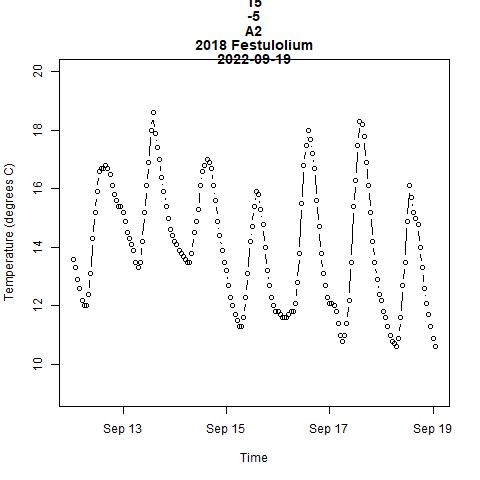 15
-5
A2
2018 Festulolium
2022-09-19
Temperature (degrees C)
20
18
16
14
12
10
Sep 13
Sep 15
Sep 17
Sep 19
Time